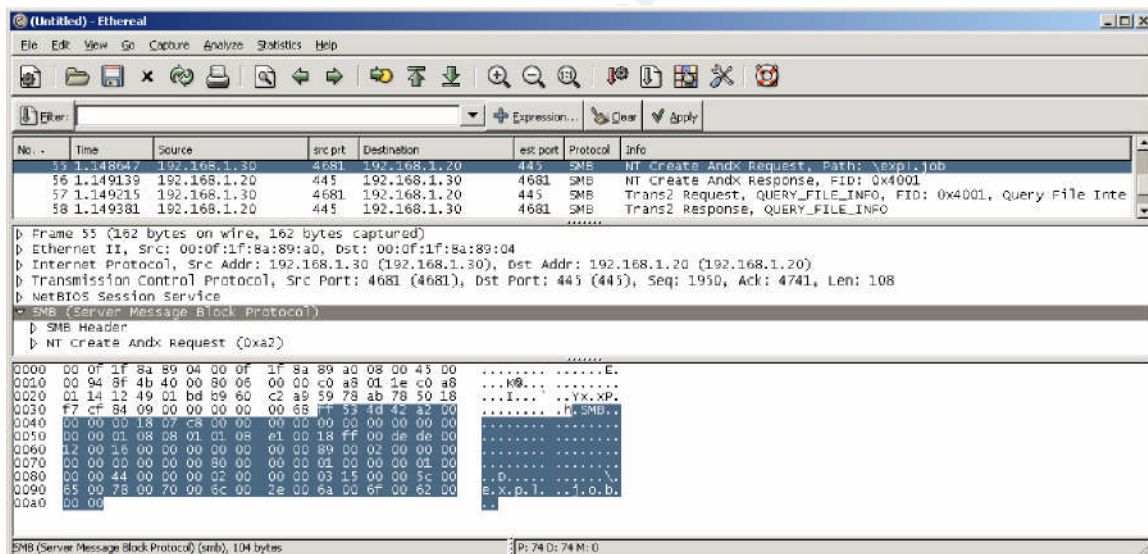 (Untitled) - Ethereal
File Edit View Go Capture Analyze Statistics Help
Filter: Expression... Clear Apply
No. - Time Source src prt Destination est port Protocol Info
55 1.148647 192.168.1.30 4681 192.168.1.20 445 SMB NT Create AndX Request, Path: \expl.job
56 1.149139 192.168.1.20 445 192.168.1.30 4681 SMB NT Create AndX Response, FID: 0x4001
57 1.149215 192.168.1.30 4681 192.168.1.20 445 SMB Trans2 Request, QUERY_FILE_INFO, FID: 0x4001, Query File Inte
58 1.149381 192.168.1.20 445 192.168.1.30 4681 SMB Trans2 Response, QUERY_FILE_INFO
Frame 55 (162 bytes on wire, 162 bytes captured)
Ethernet II, Src: 00:0f:1f:8a:89:a0, Dst: 00:0f:1f:8a:89:04
Internet Protocol, Src Addr: 192.168.1.30 (192.168.1.30), Dst Addr: 192.168.1.20 (192.168.1.20)
Transmission Control Protocol, Src Port: 4681 (4681), Dst Port: 445 (445), Seq: 1950, Ack: 4741, Len: 108
NetBIOS Session Service
SMB (Server Message Block Protocol)
SMB Header
NT Create AndX Request (0xa2)
0000 00 0f 1f 8a 89 04 00 0f 1f 8a 89 a0 08 00 45 00 ........ ......E.
0010 00 94 8f 4b 40 00 80 06 00 00 c0 a8 01 1e c0 a8 ...K@... ........
0020 01 14 12 49 01 bd b9 60 c2 a9 59 78 ab 78 50 18 ...I...` ..Yx.xP.
0030 f7 cf 84 09 00 00 00 00 00 68 ff 53 4d 42 a2 00 ........ .h.SMB..
0040 00 00 00 18 07 c8 00 00 00 00 00 00 00 00 00 00 ........ ........
0050 00 00 01 08 08 01 01 08 e1 00 18 ff 00 de de 00 ........ ........
0060 12 00 16 00 00 00 00 00 00 00 89 00 02 00 00 00 ........ ........
0070 00 00 00 00 00 80 00 00 00 01 00 00 00 01 00 ........ ........
0080 00 00 44 00 00 00 02 00 00 00 03 15 00 00 5c 00 ..D..... ......\.
0090 65 00 78 00 70 00 6c 00 2e 00 6a 00 6f 00 62 00 e.x.p.l. ..j.o.b.
00a0 00 00 ..
SMB (Server Message Block Protocol) (smb), 104 bytes P: 74 D: 74 M: 0